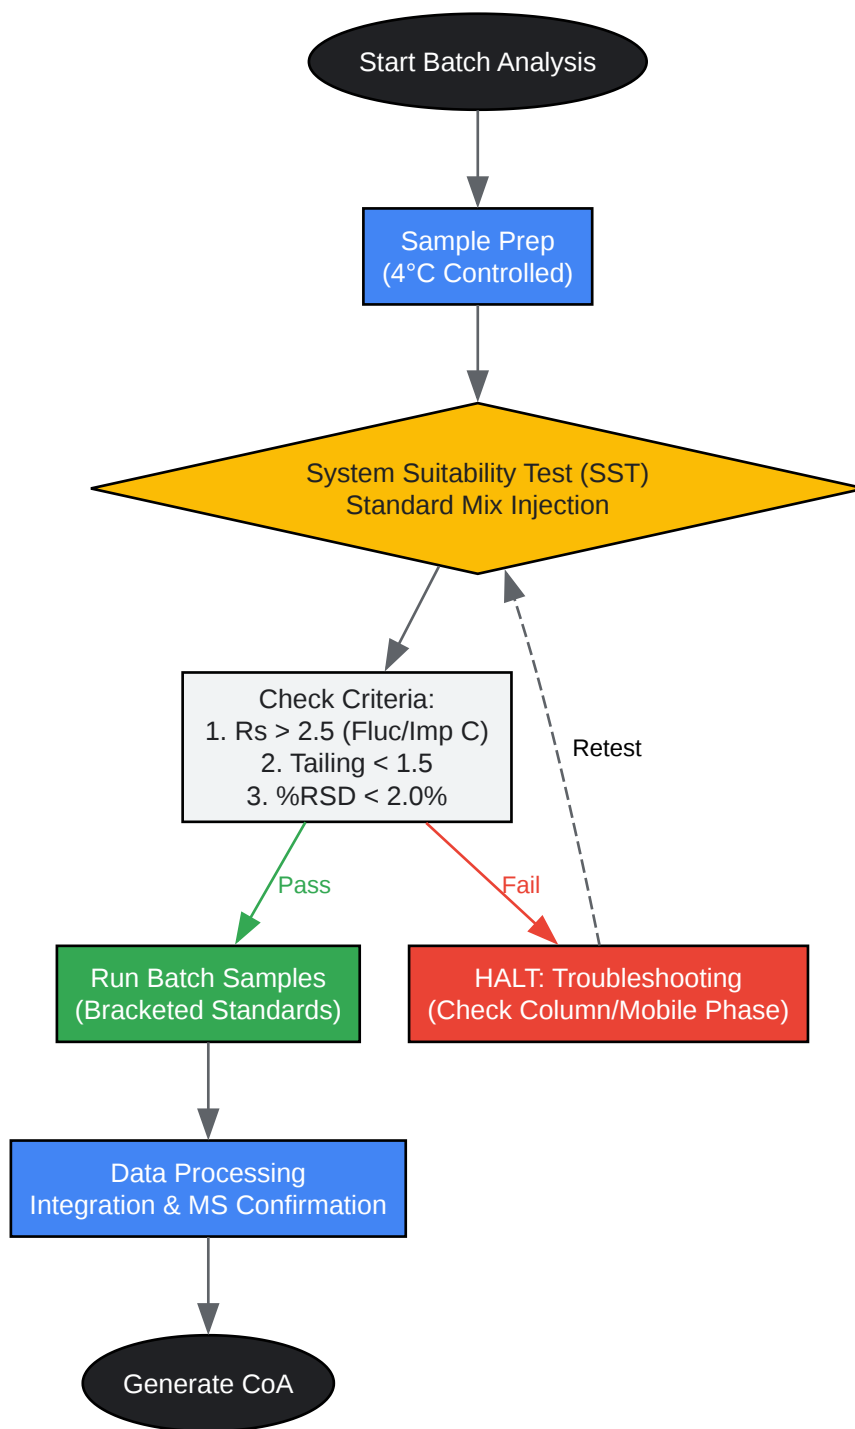 Start Batch Analysis
Sample Prep
(4°C Controlled)
System Suitability Test (SST)
Standard Mix Injection
Check Criteria:
1. Rs > 2.5 (Fluc/Imp C)
2. Tailing < 1.5
3. %RSD < 2.0%
Retest
Pass
Fail
Run Batch Samples
(Bracketed Standards)
HALT: Troubleshooting
(Check Column/Mobile Phase)
Data Processing
Integration & MS Confirmation
Generate CoA